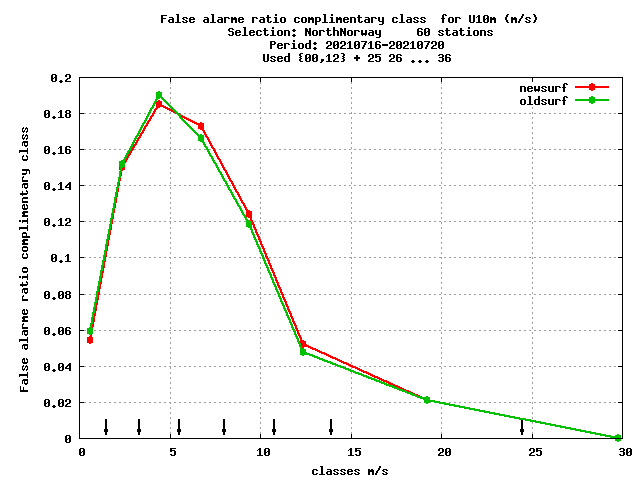 False alarme ratio complimentary class  for U10m (m/s)
Selection: NorthNorway     60 stations
Period: 20210716-20210720
Used {00,12} + 25 26 ... 36
newsurf
oldsurf
0.2
0.18
0.16
0.14
0.12
0.1
0.08
0.06
0.04
0.02
0
False alarme ratio complimentary class
0 5 10 15 20 25 30
classes m/s